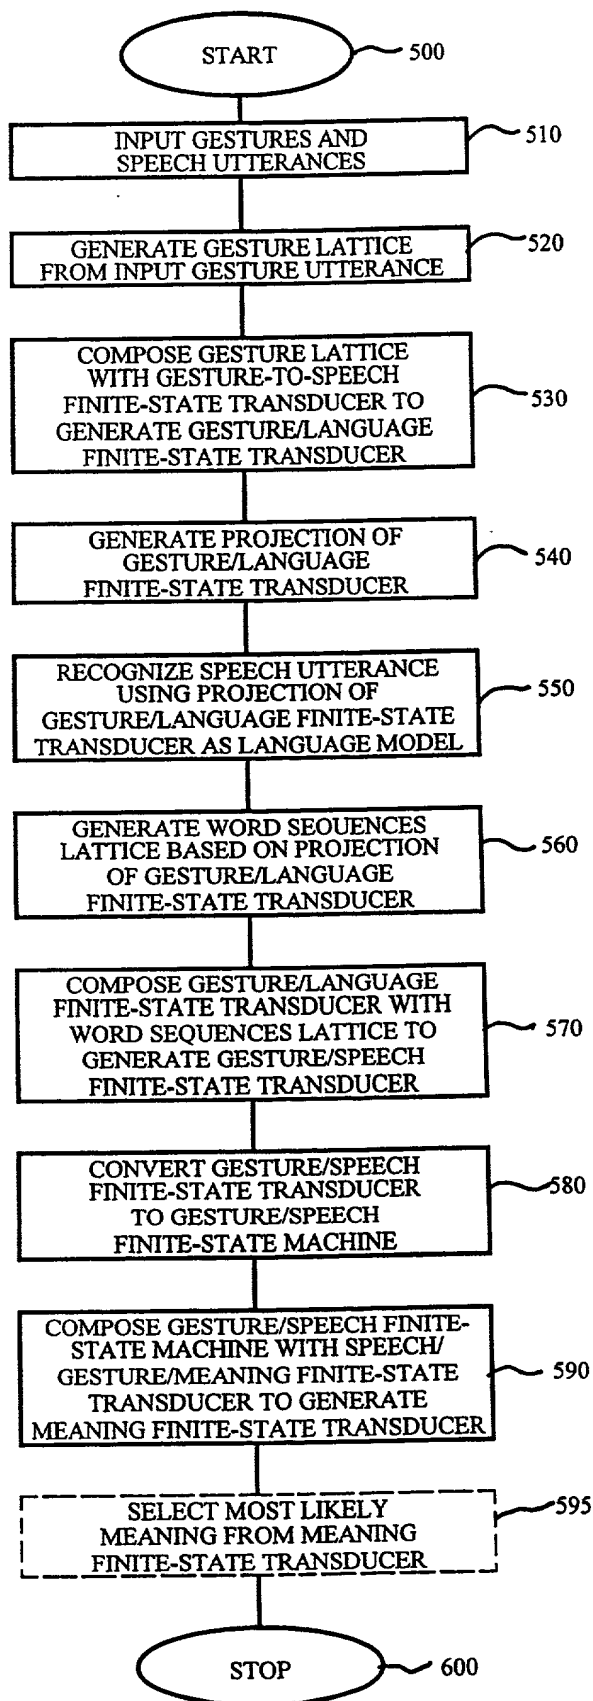 START
500
INPUT GESTURES AND
SPEECH UTTERANCES
510
GENERATE GESTURE LATTICE
FROM INPUT GESTURE UTTERANCE
520
COMPOSE GESTURE LATTICE
WITH GESTURE-TO-SPEECH
FINITE-STATE TRANSDUCER TO
GENERATE GESTURE/LANGUAGE
FINITE-STATE TRANSDUCER
530
GENERATE PROJECTION OF
GESTURE/LANGUAGE
FINITE-STATE TRANSDUCER
540
RECOGNIZE SPEECH UTTERANCE
USING PROJECTION OF
GESTURE/LANGUAGE FINITE-STATE
TRANSDUCER AS LANGUAGE MODEL
550
GENERATE WORD SEQUENCES
LATTICE BASED ON PROJECTION
OF GESTURE/LANGUAGE
FINITE-STATE TRANSDUCER
560
COMPOSE GESTURE/LANGUAGE
FINITE-STATE TRANSDUCER WITH
WORD SEQUENCES LATTICE TO
GENERATE GESTURE/SPEECH
FINITE-STATE TRANSDUCER
570
CONVERT GESTURE/SPEECH
FINITE-STATE TRANSDUCER
TO GESTURE/SPEECH
FINITE-STATE MACHINE
580
COMPOSE GESTURE/SPEECH FINITE-
STATE MACHINE WITH SPEECH/
GESTURE/MEANING FINITE-STATE
TRANSDUCER TO GENERATE
MEANING FINITE-STATE TRANSDUCER
590
SELECT MOST LIKELY
MEANING FROM MEANING
FINITE-STATE TRANSDUCER
595
STOP
600